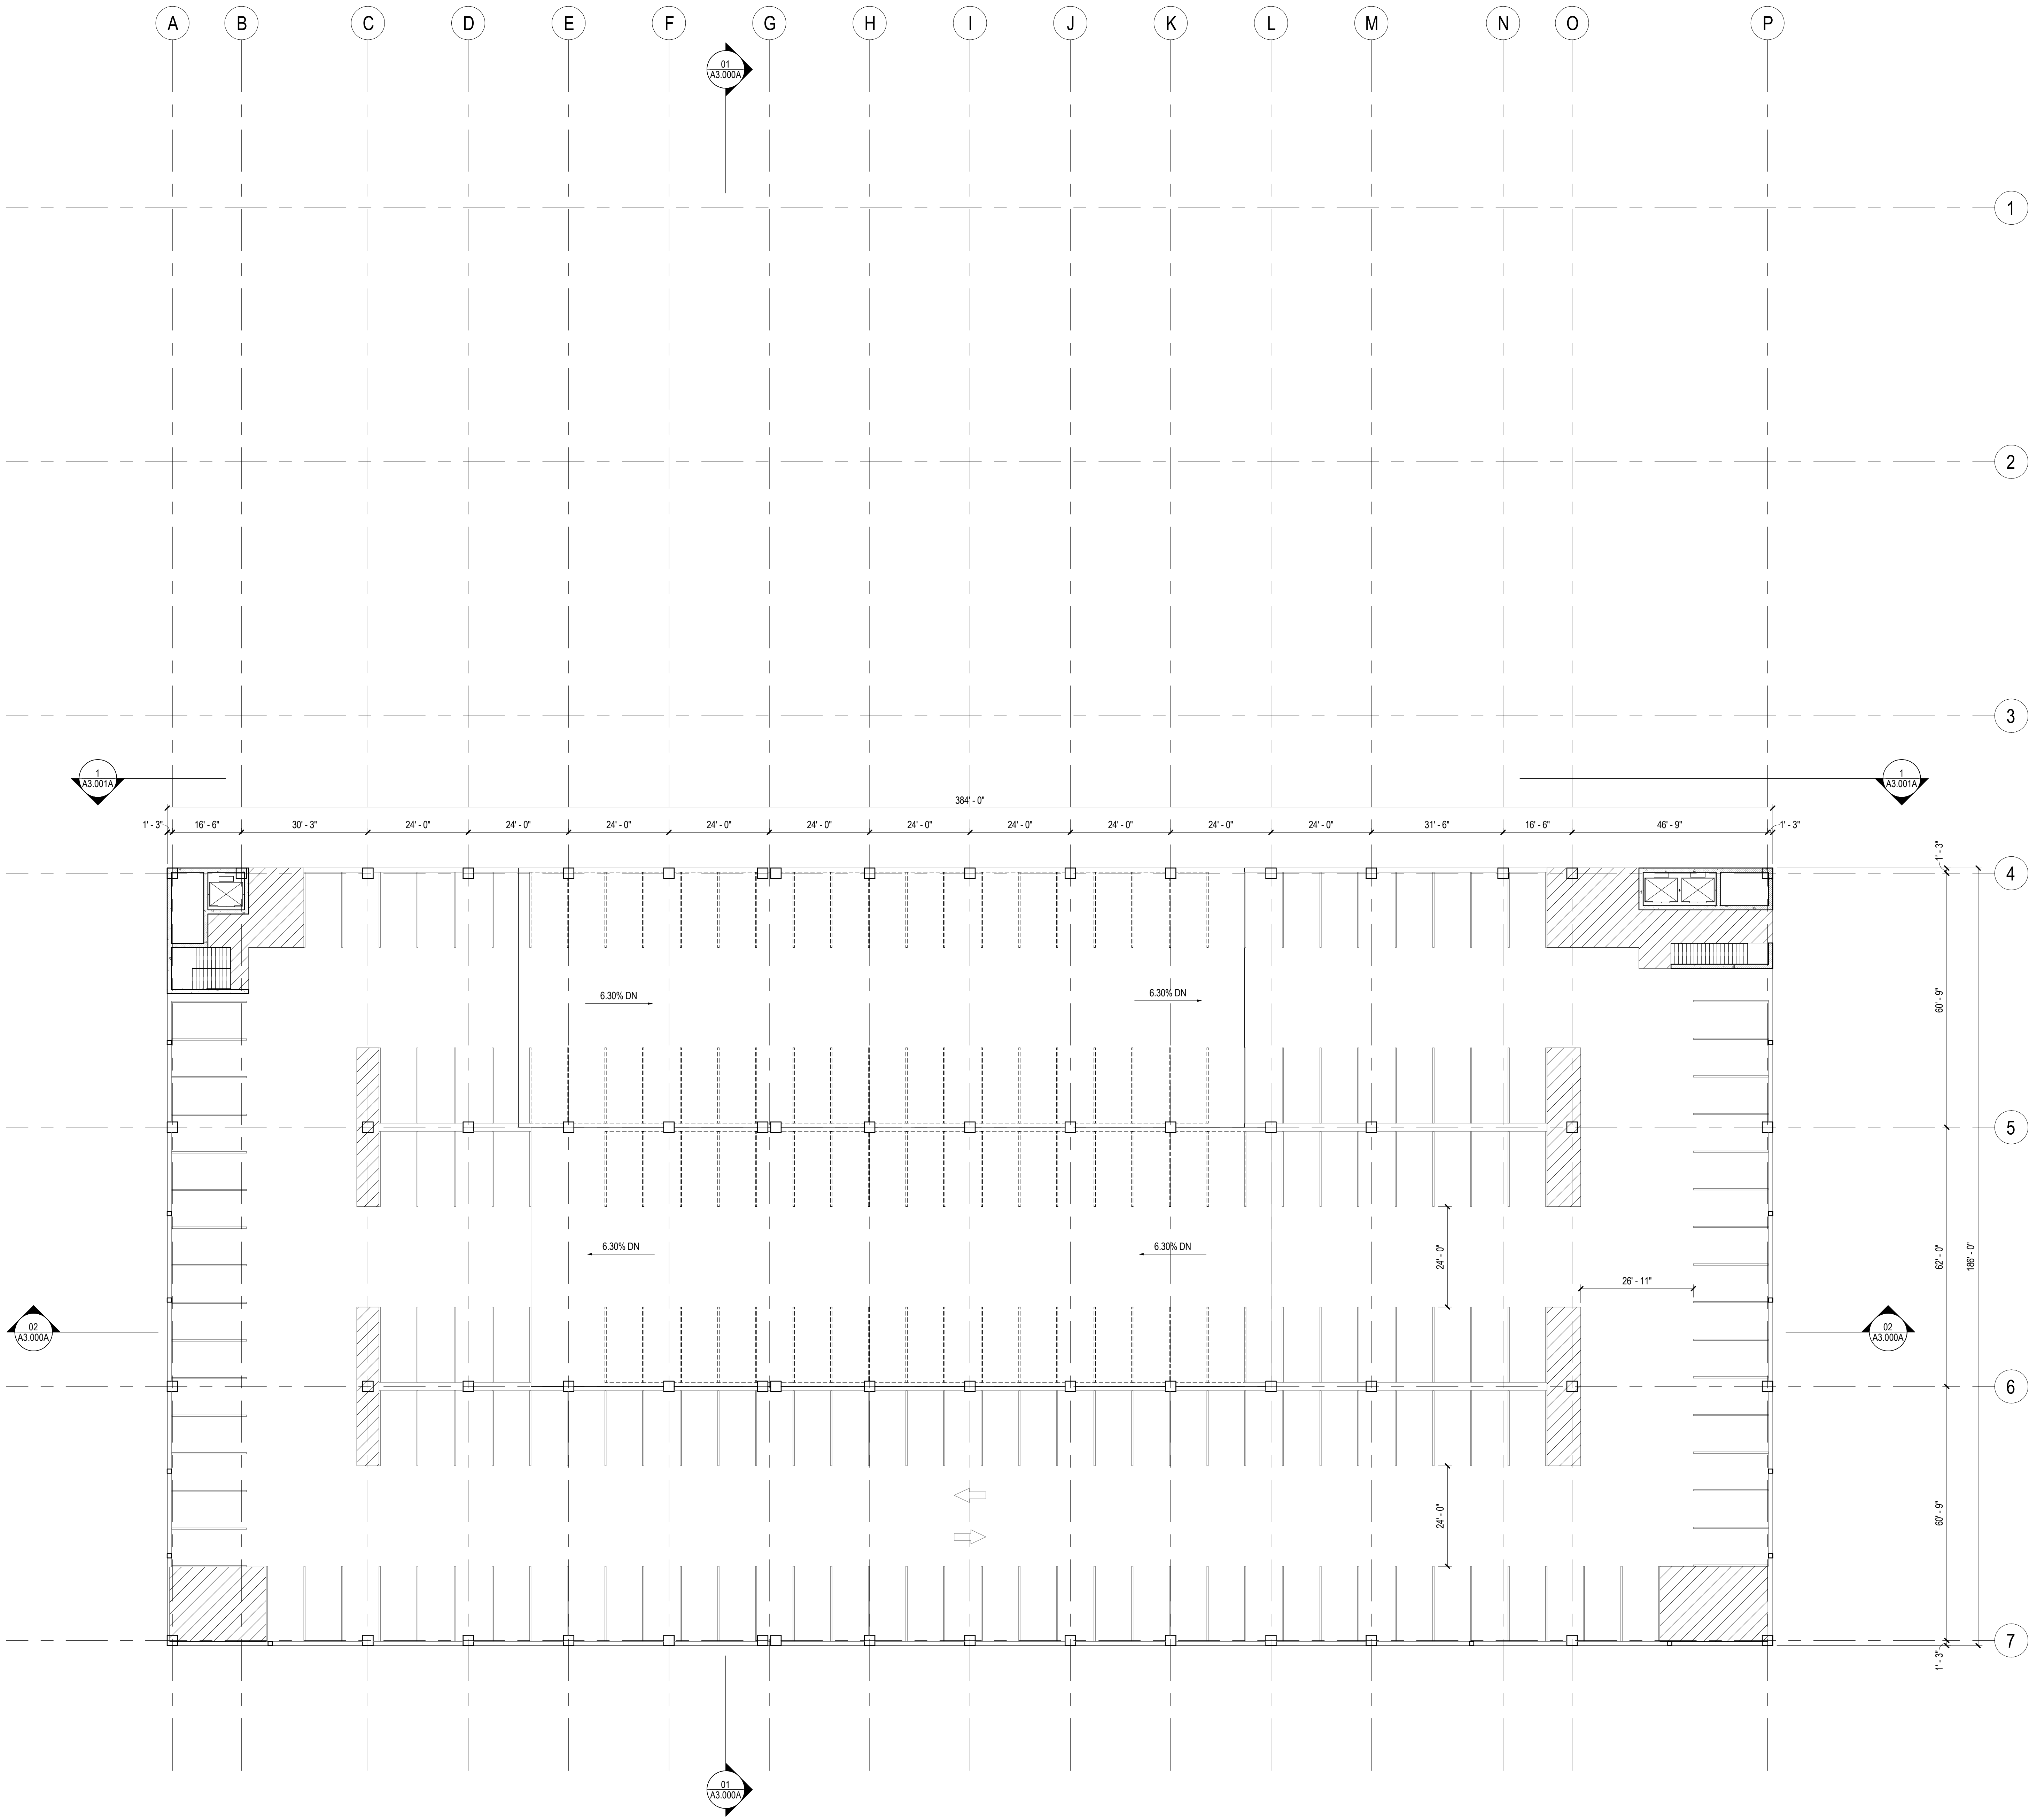 A B C D E F G H I J K L M N O P
01
A3.000A
1
2
3
1
A3.001A
1
A3.001A
384' - 0"
1' - 3" 16' - 6" 30' - 3" 24' - 0" 24' - 0" 24' - 0" 24' - 0" 24' - 0" 24' - 0" 24' - 0" 24' - 0" 24' - 0" 24' - 0" 31' - 6" 16' - 6" 46' - 9" 1' - 3"
1' - 3"
4
60' - 9"
6.30% DN
6.30% DN
5
6.30% DN
6.30% DN
24' - 0"
62' - 0"
186' - 0"
26' - 11"
02
A3.000A
02
A3.000A
6
24' - 0"
60' - 9"
7
1' - 3"
01
A3.000A